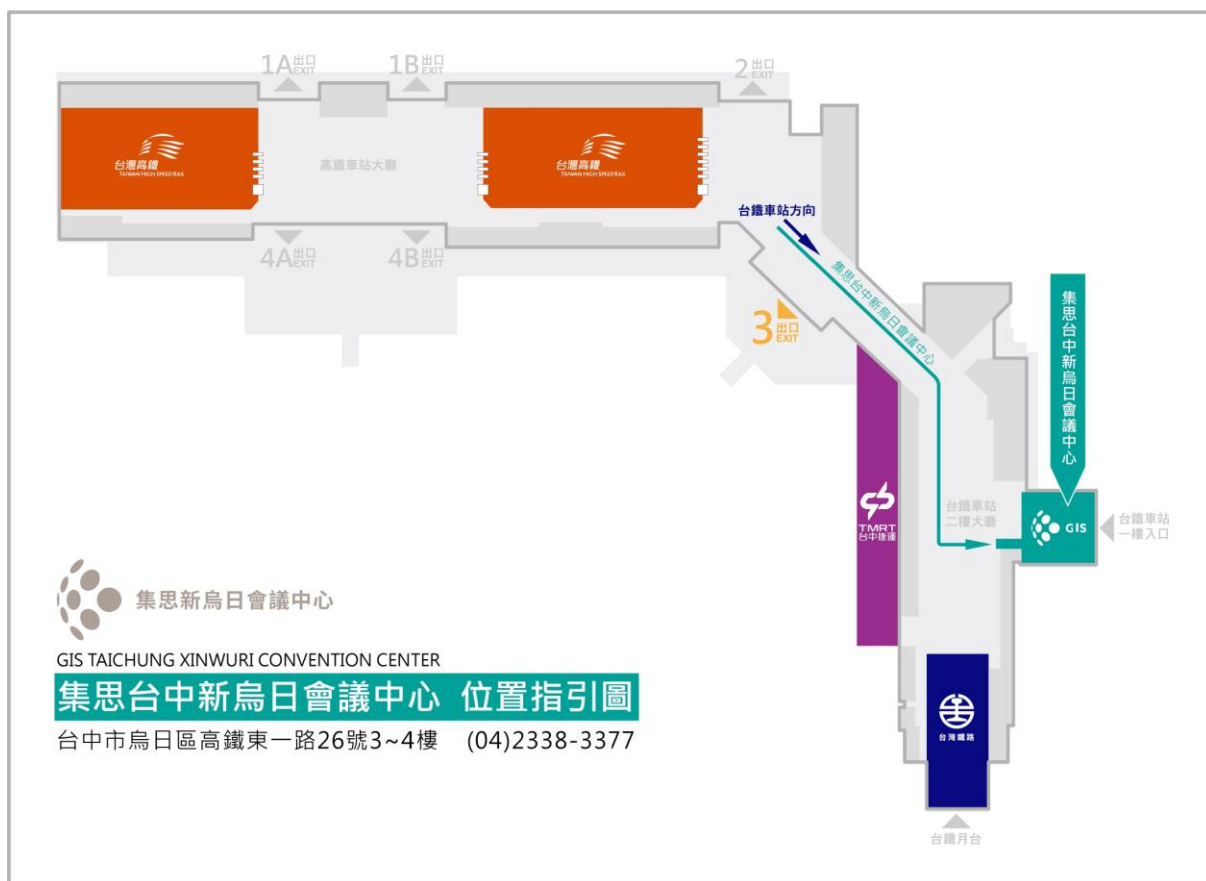 1A出口 EXIT
1B出口 EXIT
2出口 EXIT
台灣高鐵
TAIWAN HIGH SPEED RAIL
高鐵車站大廳
台灣高鐵
TAIWAN HIGH SPEED RAIL
4A出口 EXIT
4B出口 EXIT
台鐵車站方向
集思台中新烏日會議中心
3出口 EXIT
集思台中新烏日會議中心
TMRT
台中捷運
台鐵車站
二樓大廳
GIS
台鐵車站
一樓入口
集思新烏日會議中心
GIS TAICHUNG XINWURI CONVENTION CENTER
集思台中新烏日會議中心 位置指引圖
台中市烏日區高鐵東一路26號3~4樓 (04)2338-3377
台灣鐵路
台鐵月台